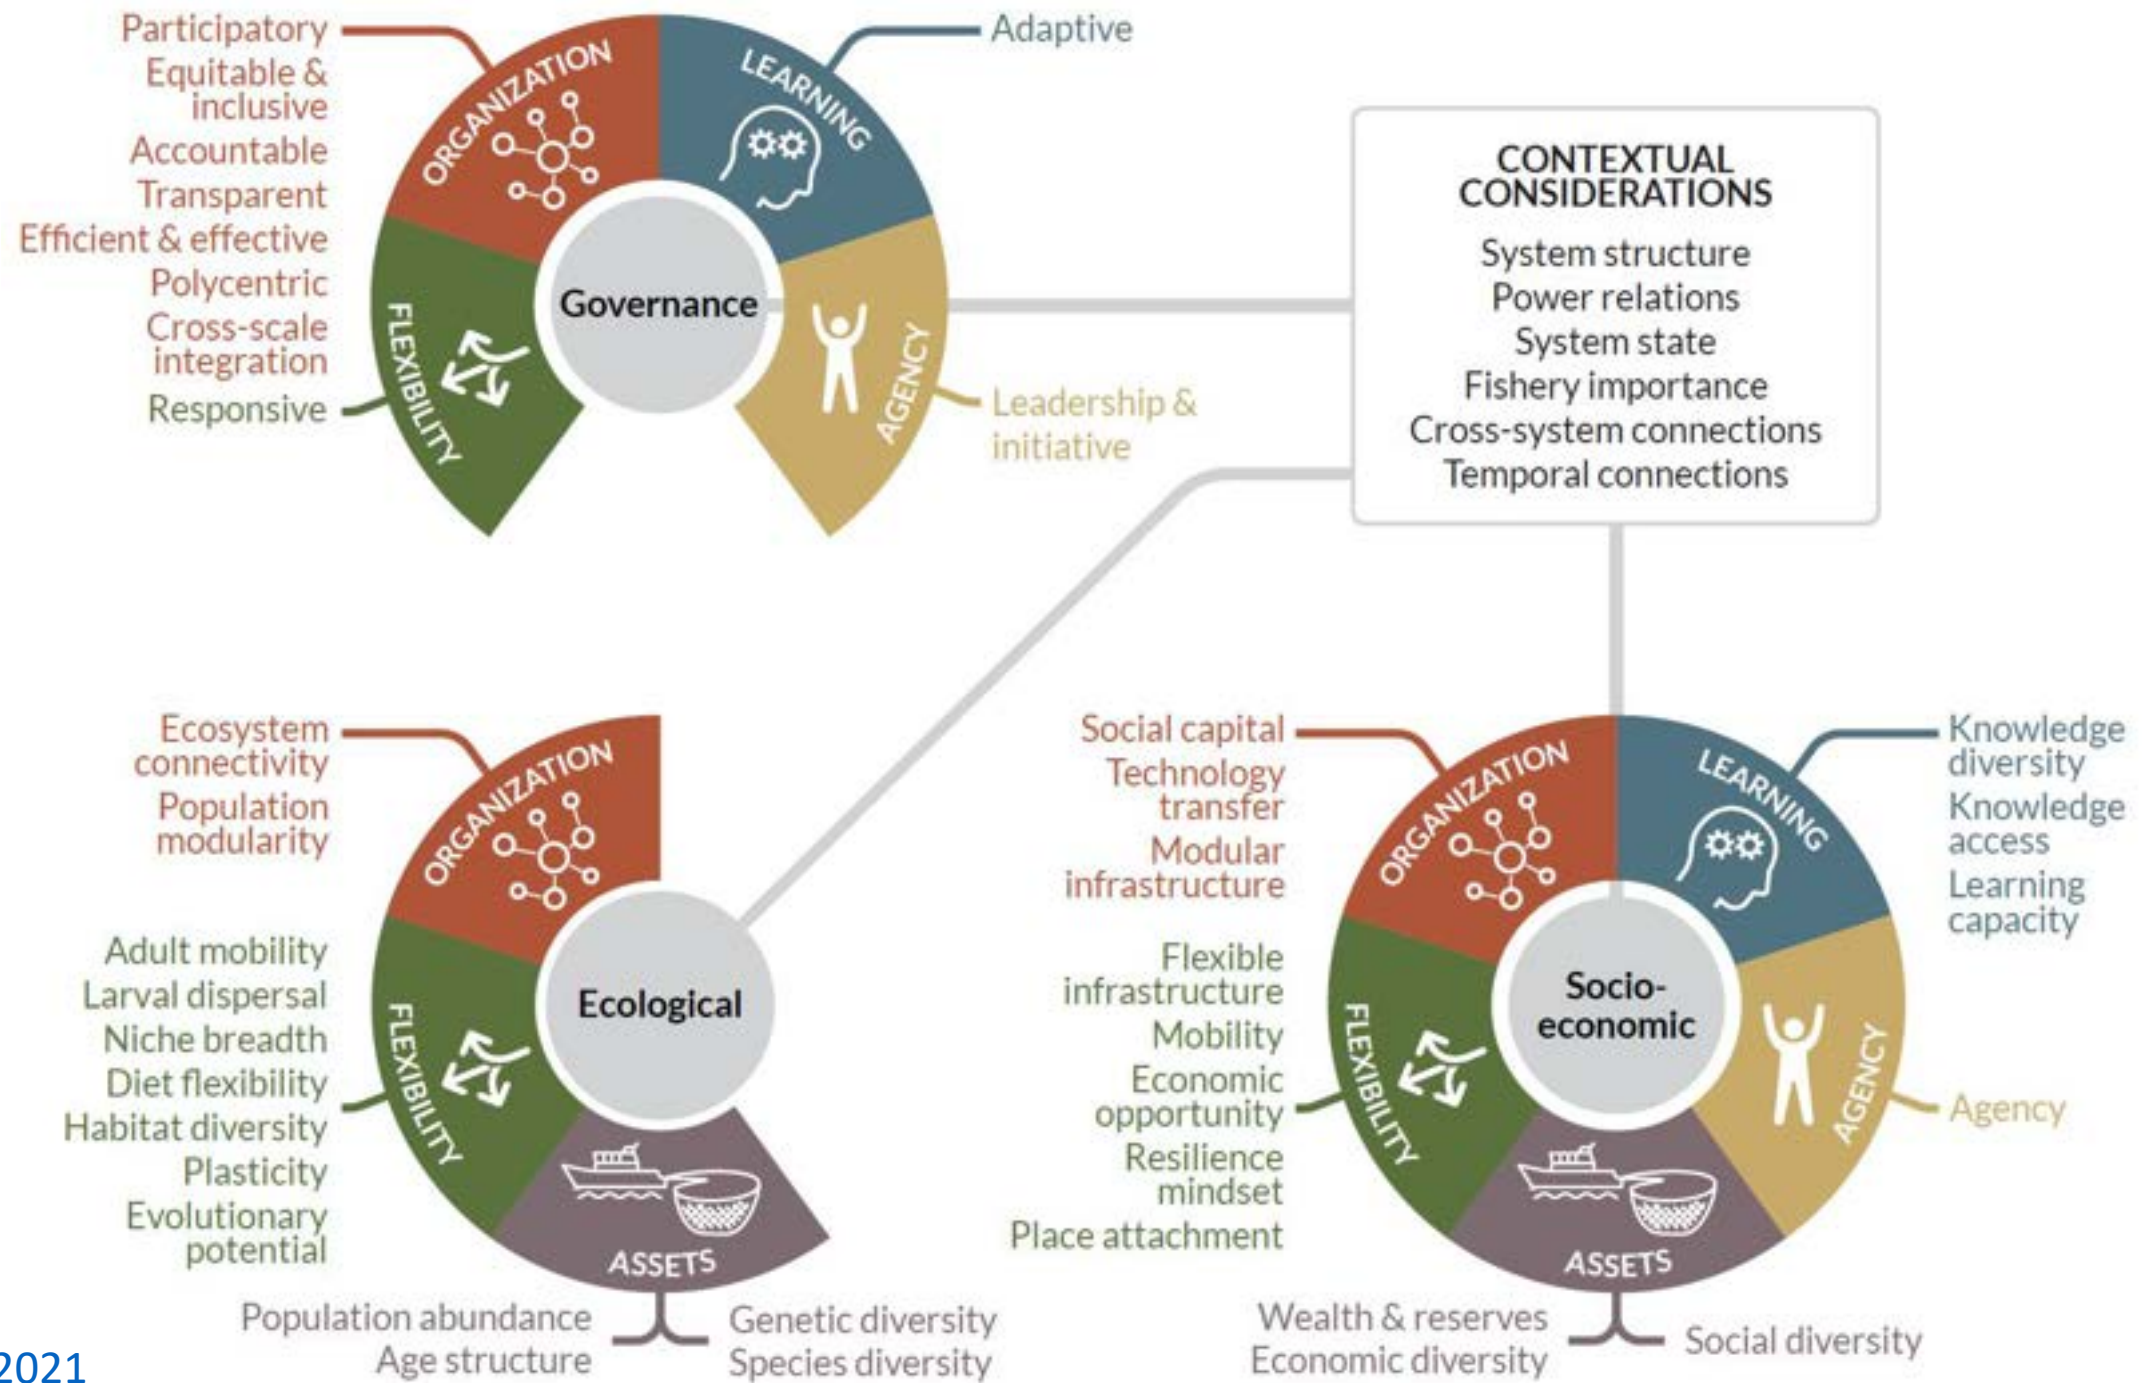 Participatory
Equitable &
inclusive
Accountable
Transparent
Efficient & effective
Polycentric
Cross-scale
integration
Responsive
ORGANIZATION
LEARNING
FLEXIBILITY
AGENCY
Governance
Adaptive
Leadership &
initiative
CONTEXTUAL
CONSIDERATIONS
System structure
Power relations
System state
Fishery importance
Cross-system connections
Temporal connections
Ecosystem
connectivity
Population
modularity
Adult mobility
Larval dispersal
Niche breadth
Diet flexibility
Habitat diversity
Plasticity
Evolutionary
potential
ORGANIZATION
FLEXIBILITY
ASSETS
Ecological
Population abundance
Age structure
Genetic diversity
Species diversity
Social capital
Technology
transfer
Modular
infrastructure
Flexible
infrastructure
Mobility
Economic
opportunity
Resilience
mindset
Place attachment
ORGANIZATION
LEARNING
FLEXIBILITY
AGENCY
ASSETS
Socio-
economic
Knowledge
diversity
Knowledge
access
Learning
capacity
Agency
Wealth & reserves
Economic diversity
Social diversity
2021